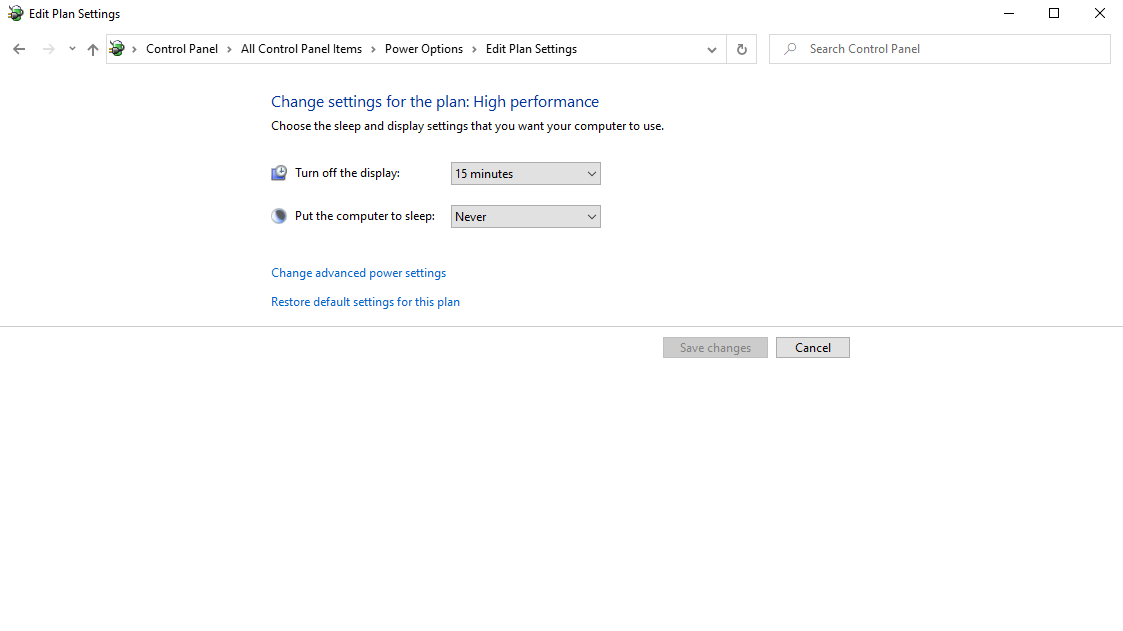 Edit Plan Settings
Control Panel > All Control Panel Items > Power Options > Edit Plan Settings
Search Control Panel
Change settings for the plan: High performance
Choose the sleep and display settings that you want your computer to use.
Turn off the display: 15 minutes
Put the computer to sleep: Never
Change advanced power settings
Restore default settings for this plan
Save changes Cancel